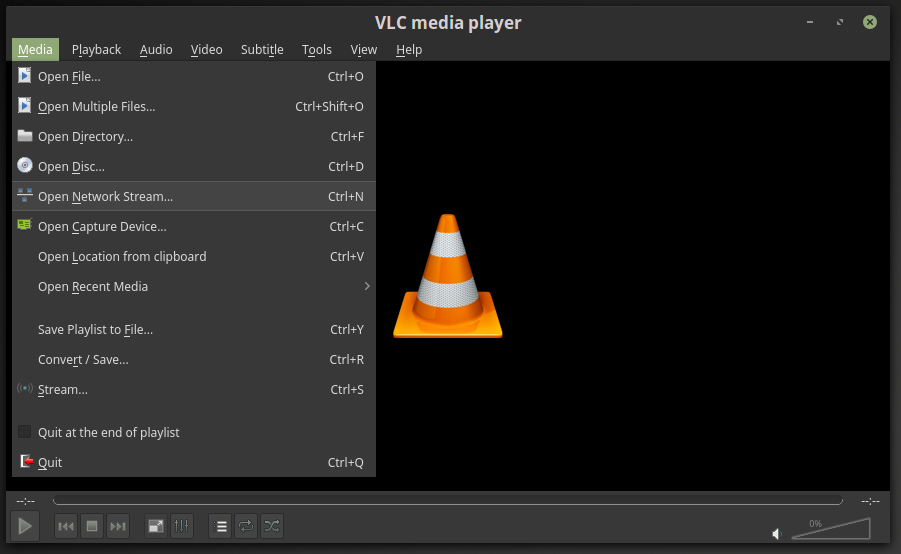 VLC media player
Media Playback Audio Video Subtitle Tools View Help
Open File... Ctrl+O
Open Multiple Files... Ctrl+Shift+O
Open Directory... Ctrl+F
Open Disc... Ctrl+D
Open Network Stream... Ctrl+N
Open Capture Device... Ctrl+C
Open Location from clipboard Ctrl+V
Open Recent Media
Save Playlist to File... Ctrl+Y
Convert / Save... Ctrl+R
Stream... Ctrl+S
Quit at the end of playlist
Quit Ctrl+Q
--:-- --:--
0%